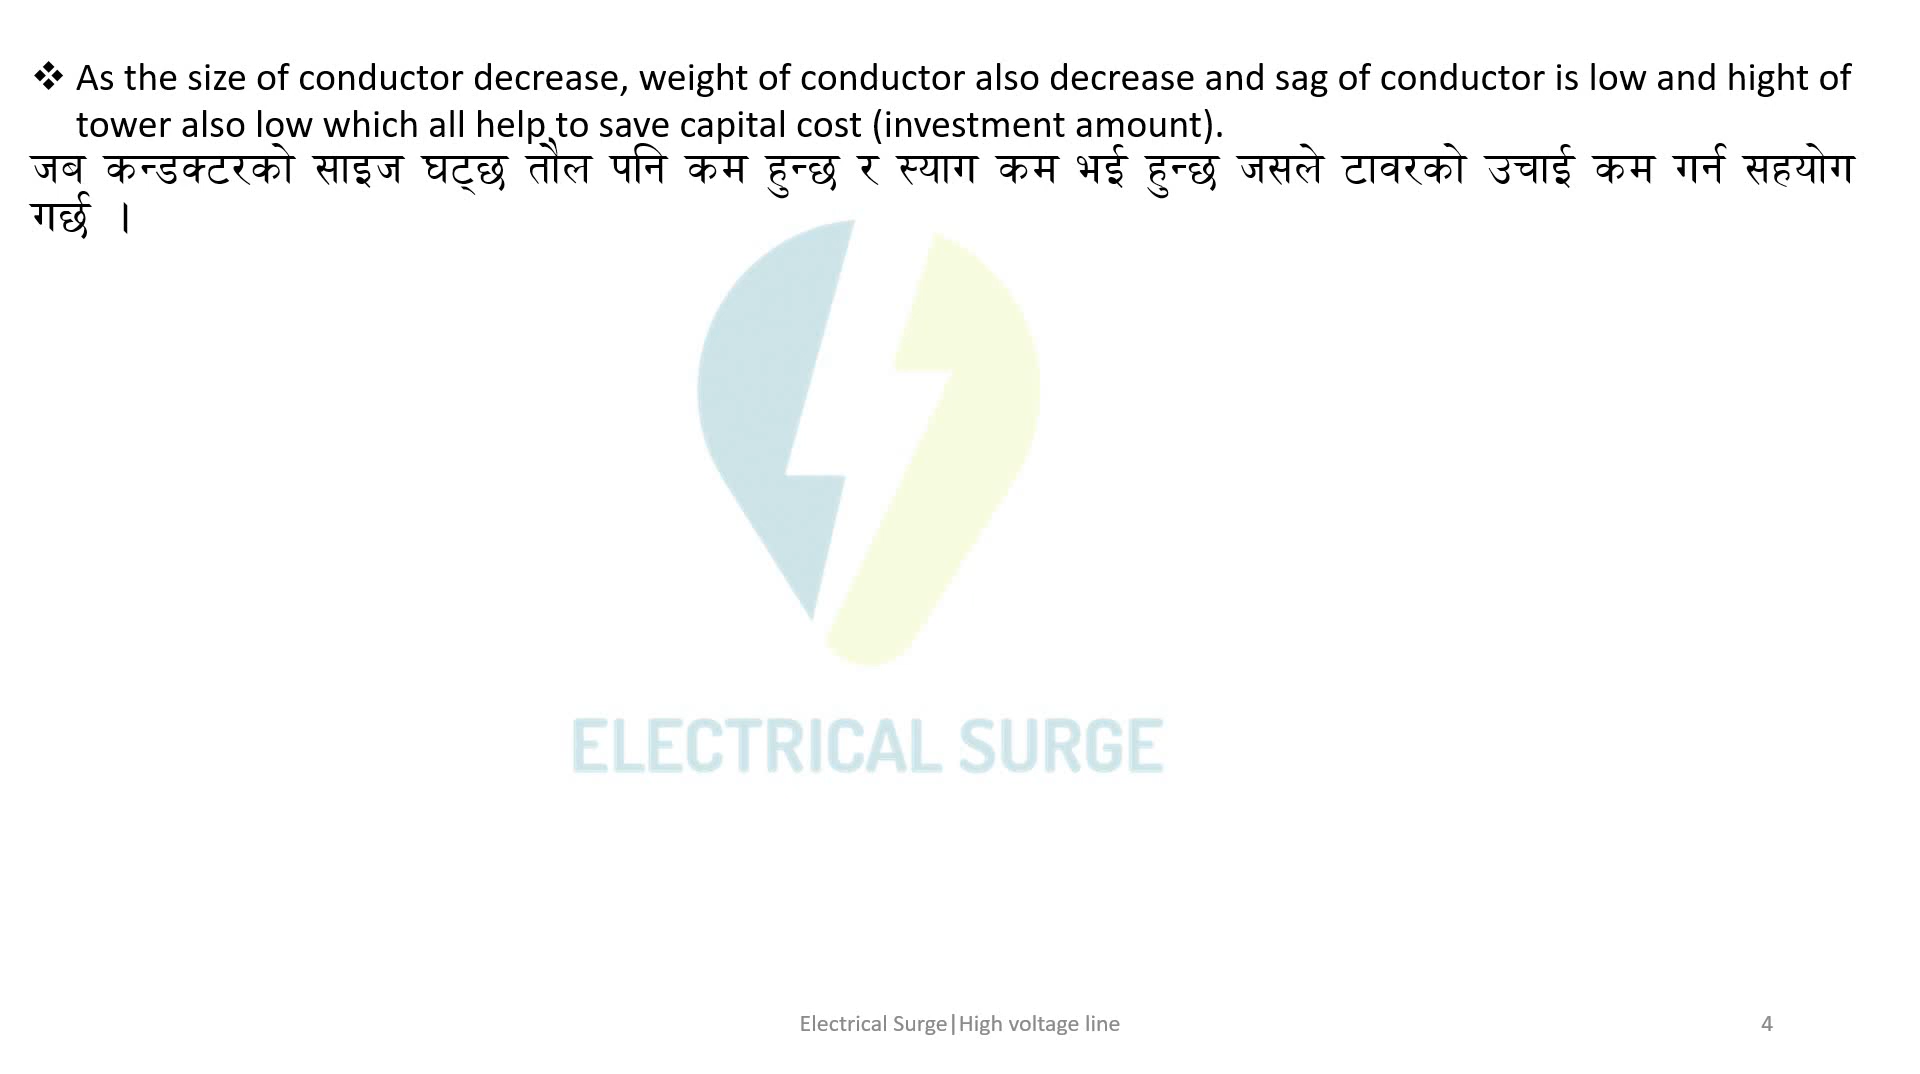 ❖ As the size of conductor decrease, weight of conductor also decrease and sag of conductor is low and hight of
tower also low which all help to save capital cost (investment amount).
जब कन्डक्टरको साइज घट्छ तौल पनि कम हुन्छ र स्याग कम भई हुन्छ जसले टावरको उचाई कम गर्न सहयोग
गर्छ ।
ELECTRICAL SURGE
Electrical Surge|High voltage line
4